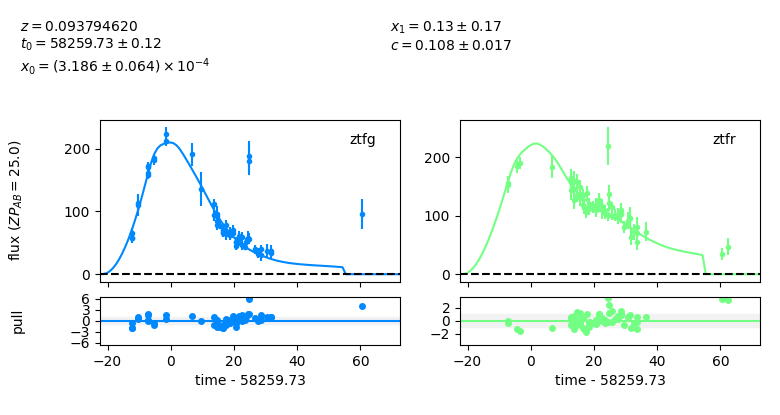 z = 0.093794620
t₀ = 58259.73 ± 0.12
x₀ = (3.186 ± 0.064) × 10⁻⁴
x₁ = 0.13 ± 0.17
c = 0.108 ± 0.017
flux (ZP_AB = 25.0)
200
100
0
ztfg
200
100
0
ztfr
pull
6
3
0
−3
−6
−20 0 20 40 60
time - 58259.73
2
0
−2
−20 0 20 40 60
time - 58259.73